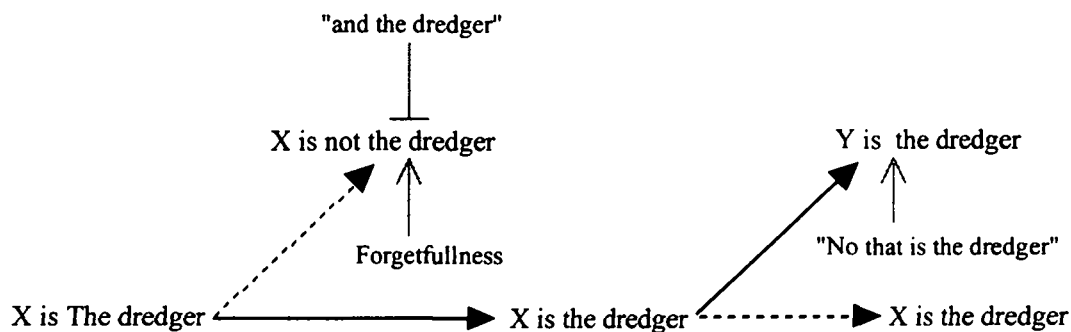 "and the dredger"
X is not the dredger
Y is the dredger
Forgetfullness
"No that is the dredger"
X is The dredger
X is the dredger
X is the dredger